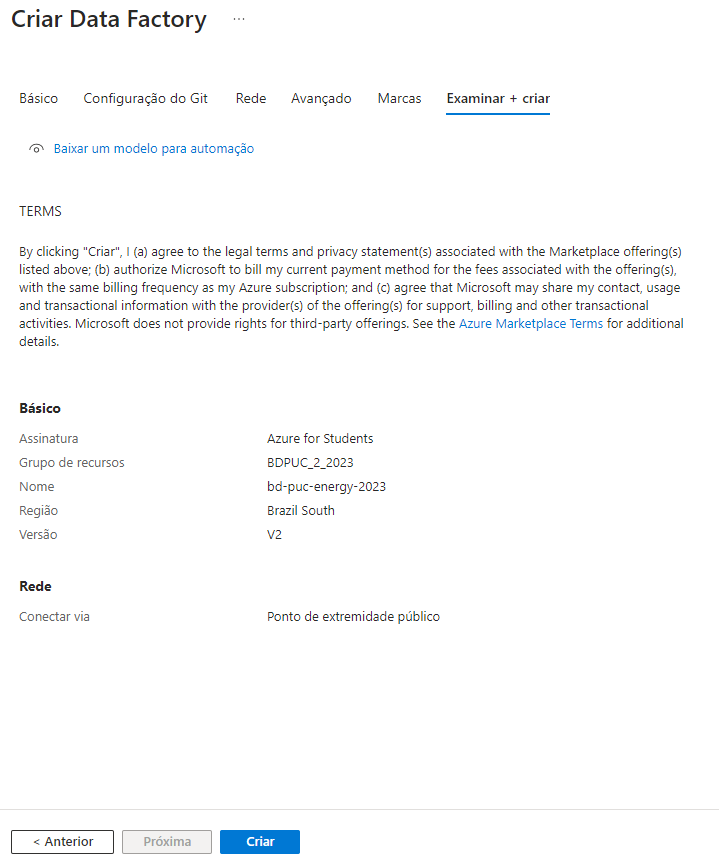 Criar Data Factory ...
Básico Configuração do Git Rede Avançado Marcas Examinar + criar
Baixar um modelo para automação
TERMS
By clicking "Criar", I (a) agree to the legal terms and privacy statement(s) associated with the Marketplace offering(s)
listed above; (b) authorize Microsoft to bill my current payment method for the fees associated with the offering(s),
with the same billing frequency as my Azure subscription; and (c) agree that Microsoft may share my contact, usage
and transactional information with the provider(s) of the offering(s) for support, billing and other transactional
activities. Microsoft does not provide rights for third-party offerings. See the Azure Marketplace Terms for additional
details.
Básico
Assinatura Azure for Students
Grupo de recursos BDPUC_2_2023
Nome bd-puc-energy-2023
Região Brazil South
Versão V2
Rede
Conectar via Ponto de extremidade público
< Anterior Próxima Criar